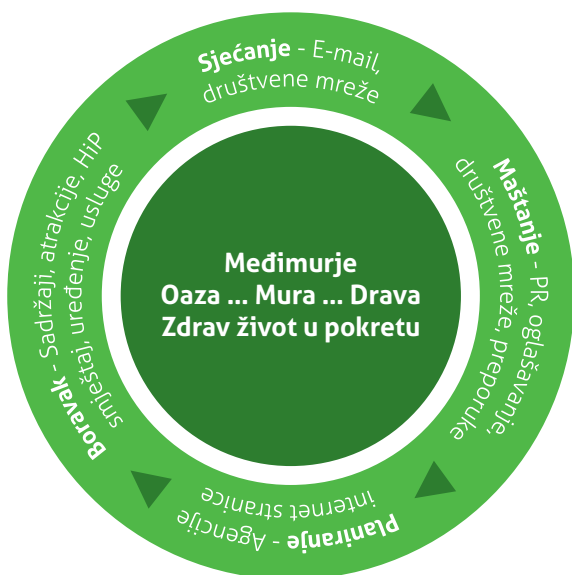 Sjećanje - E-mail,
društvene mreže
Maštanje - PR, oglašavanje,
društvene mreže, preporuke
Planiranje - Agencije
internet stranice
Boravak - Sadržaji, atrakcije, HiP
smještaj, uređenje, usluge
Međimurje
Oaza ... Mura ... Drava
Zdrav život u pokretu